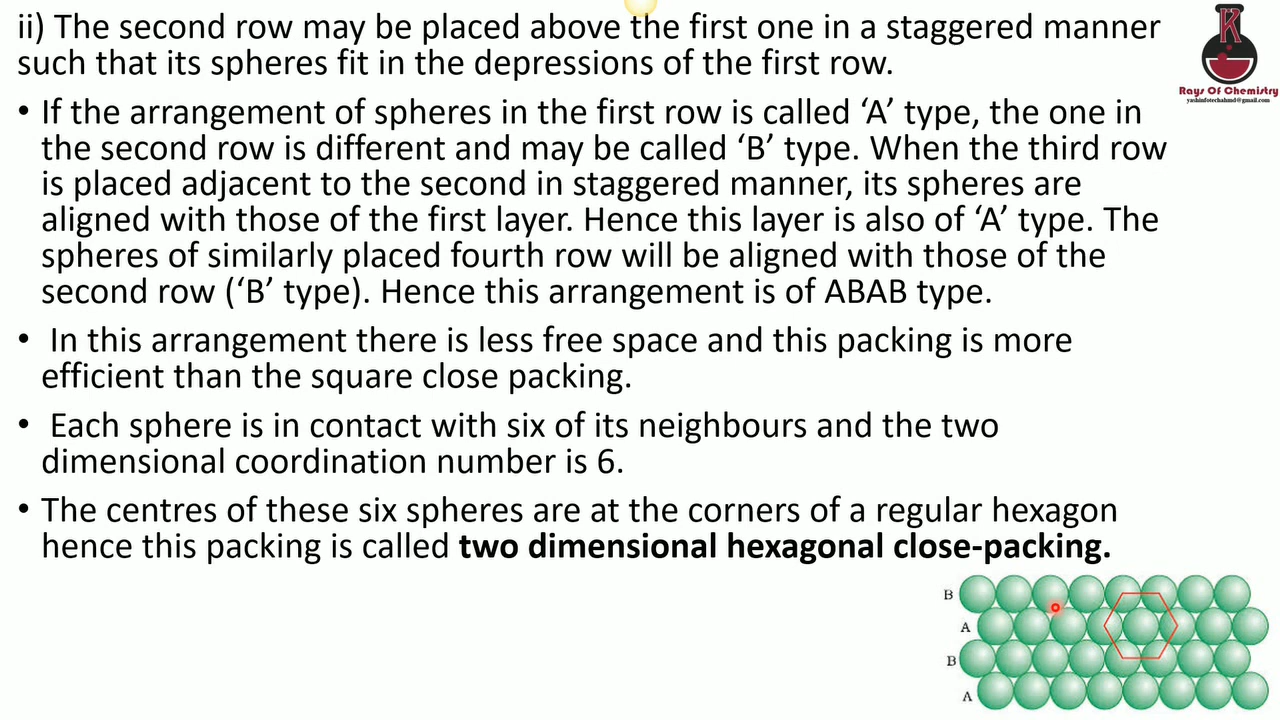 ii) The second row may be placed above the first one in a staggered manner
such that its spheres fit in the depressions of the first row.
• If the arrangement of spheres in the first row is called ‘A’ type, the one in
the second row is different and may be called ‘B’ type. When the third row
is placed adjacent to the second in staggered manner, its spheres are
aligned with those of the first layer. Hence this layer is also of ‘A’ type. The
spheres of similarly placed fourth row will be aligned with those of the
second row (‘B’ type). Hence this arrangement is of ABAB type.
• In this arrangement there is less free space and this packing is more
efficient than the square close packing.
• Each sphere is in contact with six of its neighbours and the two
dimensional coordination number is 6.
• The centres of these six spheres are at the corners of a regular hexagon
hence this packing is called two dimensional hexagonal close-packing.
B
A
B
A
K
Rays Of Chemistry
yashinfotechahmd@gmail.com